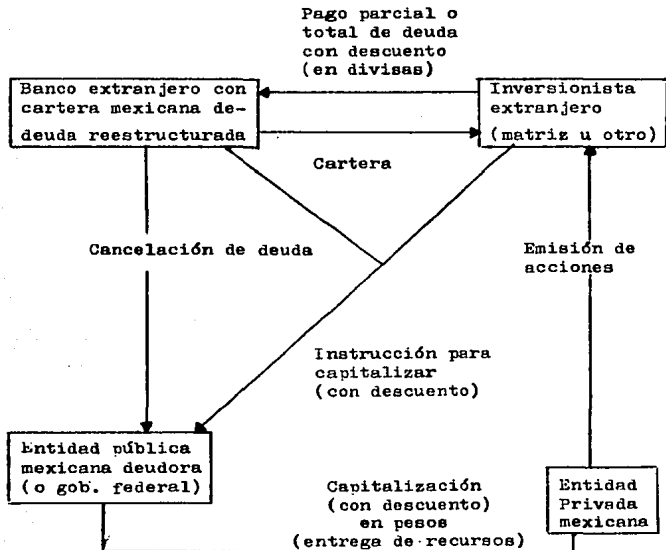 Pago parcial o
total de deuda
con descuento
(en divisas)
Banco extranjero con
cartera mexicana de-
deuda reestructurada
Inversionista
extranjero
(matriz u otro)
Cartera
Cancelación de deuda
Emisión de
acciones
Instrucción para
capitalizar
(con descuento)
Entidad pública
mexicana deudora
(o gob. federal)
Capitalización
(con descuento)
en pesos
(entrega de recursos)
Entidad
Privada
mexicana